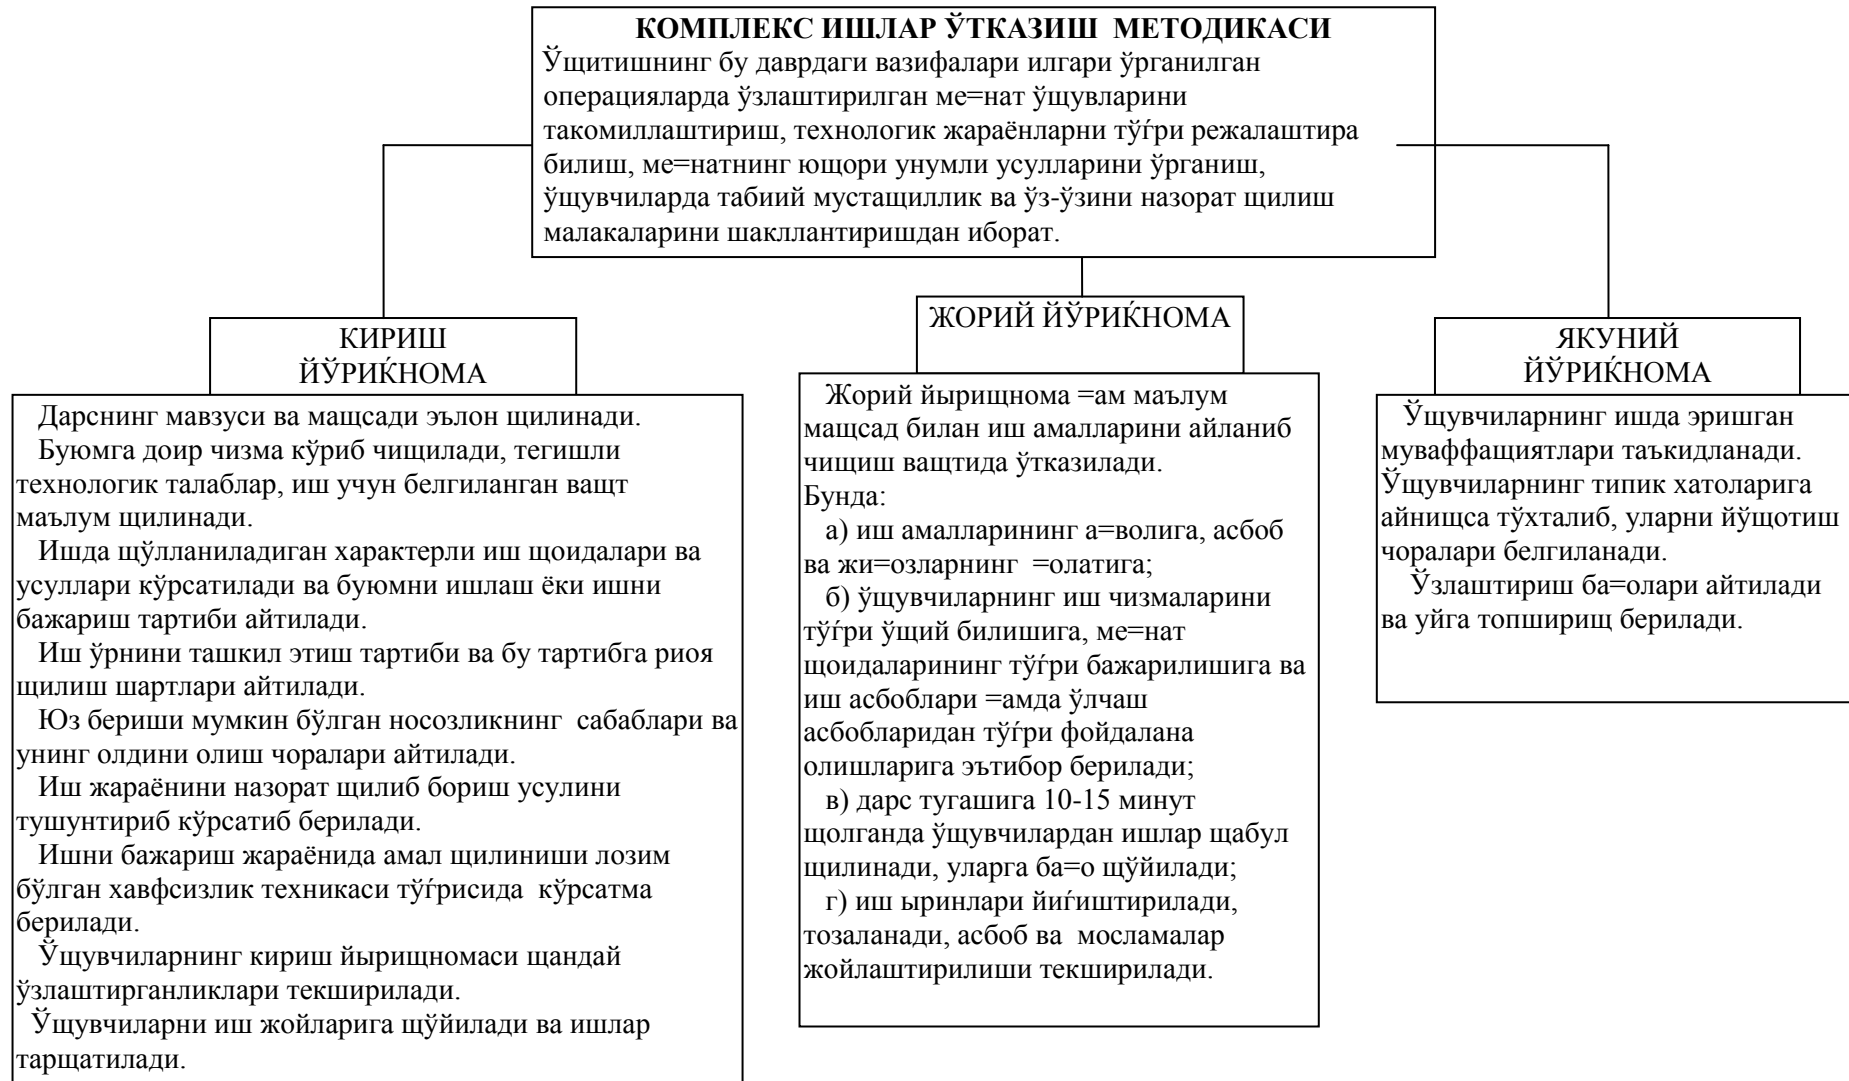 КОМПЛЕКС ИШЛАР ЎТКАЗИШ МЕТОДИКАСИ
Ўщитишнинг бу даврдаги вазифалари илгари ўрганилган
операцияларда ўзлаштирилган ме=нат ўщувларини
такомиллаштириш, технологик жараёнларни тўѓри режалаштира
билиш, ме=натнинг ющори унумли усулларини ўрганиш,
ўщувчиларда табиий мустащиллик ва ўз-ўзини назорат щилиш
малакаларини шакллантиришдан иборат.
КИРИШ
ЙЎРИЌНОМА
Дарснинг мавзуси ва мащсади эълон щилинади.
Буюмга доир чизма кўриб чищилади, тегишли
технологик талаблар, иш учун белгиланган ващт
маълум щилинади.
Ишда щўлланиладиган характерли иш щоидалари ва
усуллари кўрсатилади ва буюмни ишлаш ёки ишни
бажариш тартиби айтилади.
Иш ўрнини ташкил этиш тартиби ва бу тартибга риоя
щилиш шартлари айтилади.
Юз бериши мумкин бўлган носозликнинг сабаблари ва
унинг олдини олиш чоралари айтилади.
Иш жараёнини назорат щилиб бориш усулини
тушунтириб кўрсатиб берилади.
Ишни бажариш жараёнида амал щилиниши лозим
бўлган хавфсизлик техникаси тўѓрисида кўрсатма
берилади.
Ўщувчиларнинг кириш йырищномаси щандай
ўзлаштирганликлари текширилади.
Ўщувчиларни иш жойларига щўйилади ва ишлар
тарщатилади.
ЖОРИЙ ЙЎРИЌНОМА
Жорий йырищнома =ам маълум
мащсад билан иш амалларини айланиб
чищиш ващтида ўтказилади.
Бунда:
а) иш амалларининг а=волига, асбоб
ва жи=озларнинг =олатига;
б) ўщувчиларнинг иш чизмаларини
тўѓри ўщий билишига, ме=нат
щоидаларининг тўѓри бажарилишига ва
иш асбоблари =амда ўлчаш
асбобларидан тўѓри фойдалана
олишларига эътибор берилади;
в) дарс тугашига 10-15 минут
щолганда ўщувчилардан ишлар щабул
щилинади, уларга ба=о щўйилади;
г) иш ыринлари йиѓиштирилади,
тозаланади, асбоб ва мосламалар
жойлаштирилиши текширилади.
ЯКУНИЙ
ЙЎРИЌНОМА
Ўщувчиларнинг ишда эришган
муваффащиятлари таъкидланади.
Ўщувчиларнинг типик хатоларига
айнищса тўхталиб, уларни йўщотиш
чоралари белгиланади.
Ўзлаштириш ба=олари айтилади
ва уйга топширищ берилади.